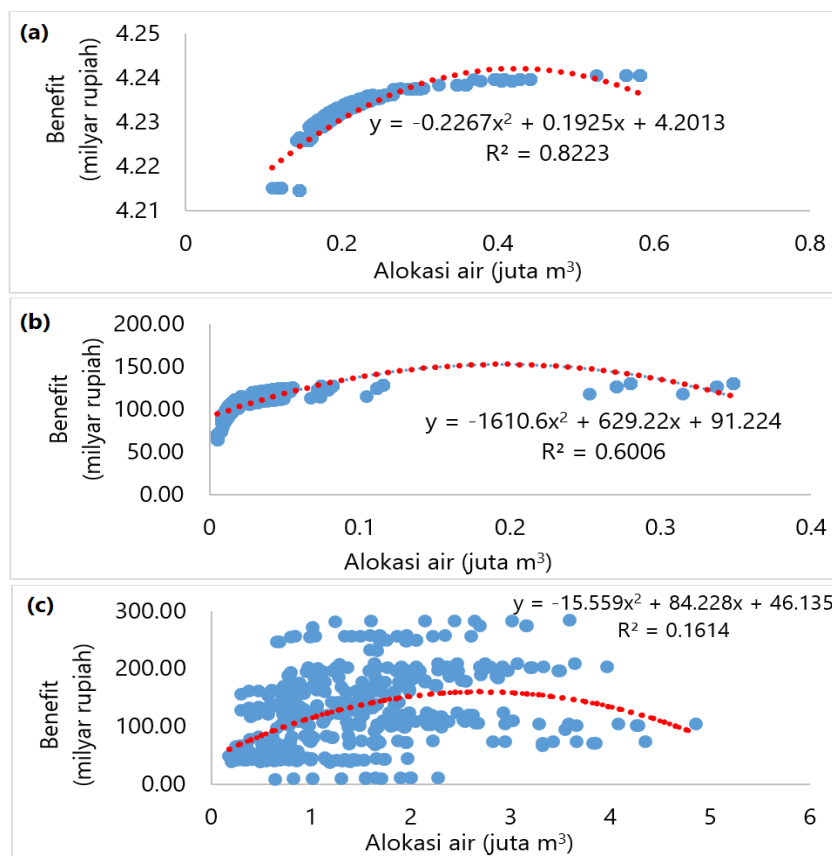 (a)
4.25
4.24
4.23
4.22
4.21
Benefit
(milyar rupiah)
y = -0.2267x² + 0.1925x + 4.2013
R² = 0.8223
0 0.2 0.4 0.6 0.8
Alokasi air (juta m³)
(b)
200.00
150.00
100.00
50.00
0.00
Benefit
(milyar rupiah)
y = -1610.6x² + 629.22x + 91.224
R² = 0.6006
0 0.1 0.2 0.3 0.4
Alokasi air (juta m³)
(c)
y = -15.559x² + 84.228x + 46.135
R² = 0.1614
300.00
200.00
100.00
0.00
Benefit
(milyar rupiah)
0 1 2 3 4 5 6
Alokasi air (juta m³)